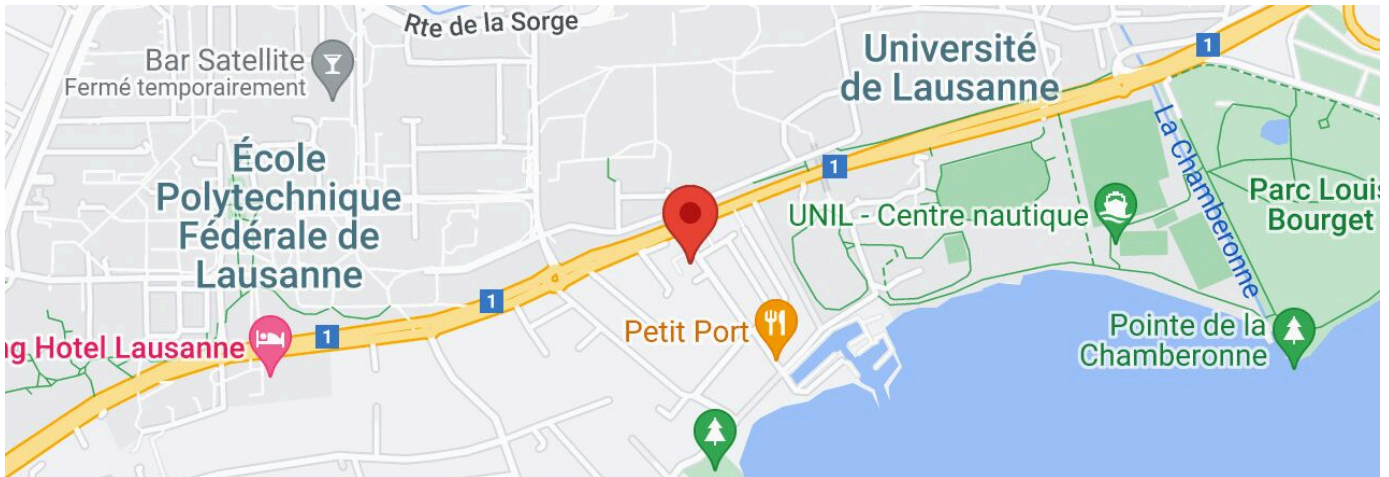 Rte de la Sorge
Bar Satellite
Fermé temporairement
Université
de Lausanne
1
École
Polytechnique
Fédérale de
Lausanne
1
La Chamberonne
Parc Louis
Bourget
UNIL - Centre nautique
1
1
ng Hotel Lausanne
Petit Port
Pointe de la
Chamberonne